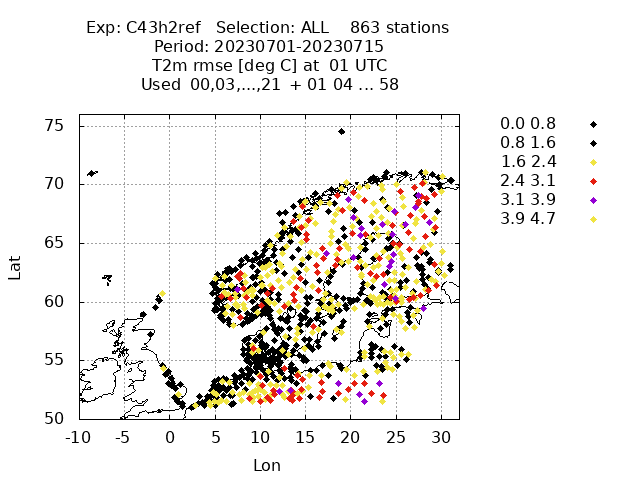 Exp: C43h2ref Selection: ALL 863 stations
Period: 20230701-20230715
T2m rmse [deg C] at 01 UTC
Used 00,03,...,21 + 01 04 ... 58
0.0 0.8
0.8 1.6
1.6 2.4
2.4 3.1
3.1 3.9
3.9 4.7
75
70
65
60
55
50
Lat
-10 -5 0 5 10 15 20 25 30
Lon